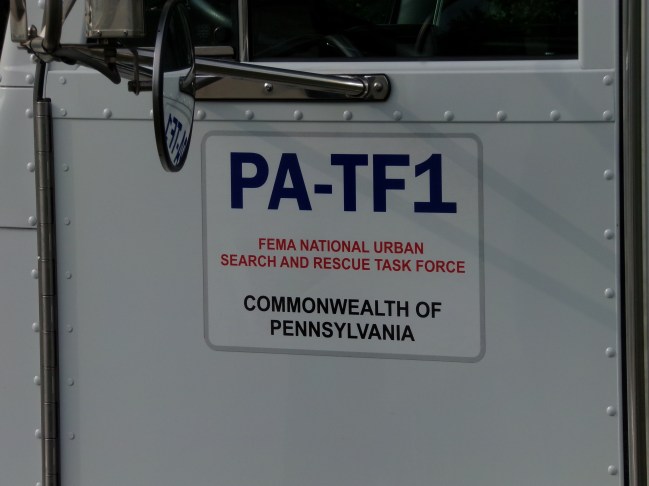 PA-TF1
FEMA NATIONAL URBAN
SEARCH AND RESCUE TASK FORCE
COMMONWEALTH OF
PENNSYLVANIA